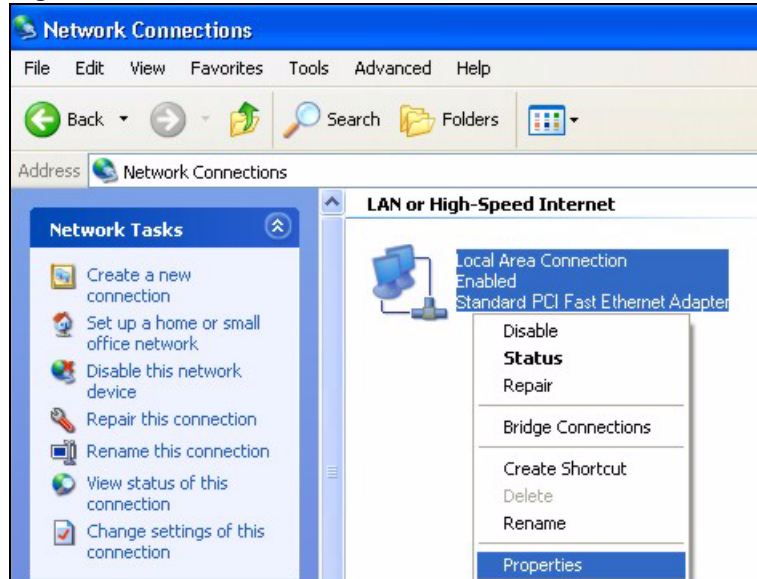 Network Connections
File Edit View Favorites Tools Advanced Help
Back Search Folders
Address Network Connections
Network Tasks
Create a new
connection
Set up a home or small
office network
Disable this network
device
Repair this connection
Rename this connection
View status of this
connection
Change settings of this
connection
LAN or High-Speed Internet
Local Area Connection
Enabled
Standard PCI Fast Ethernet Adapter
Disable
Status
Repair
Bridge Connections
Create Shortcut
Delete
Rename
Properties